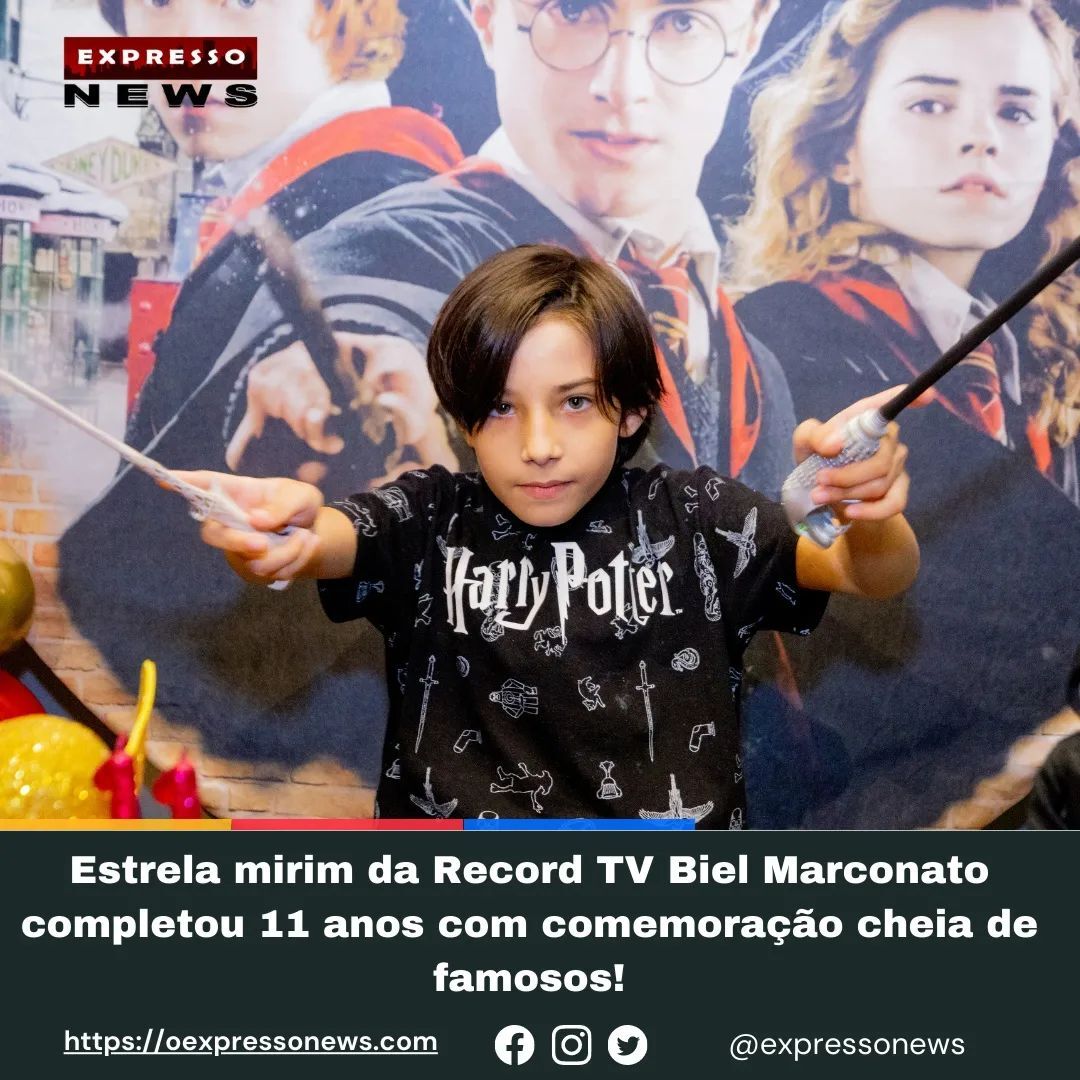 EXPRESSO
NEWS
Harry Potter
Estrela mirim da Record TV Biel Marconato
completou 11 anos com comemoração cheia de
famosos!
https://oexpressonews.com
@expressonews